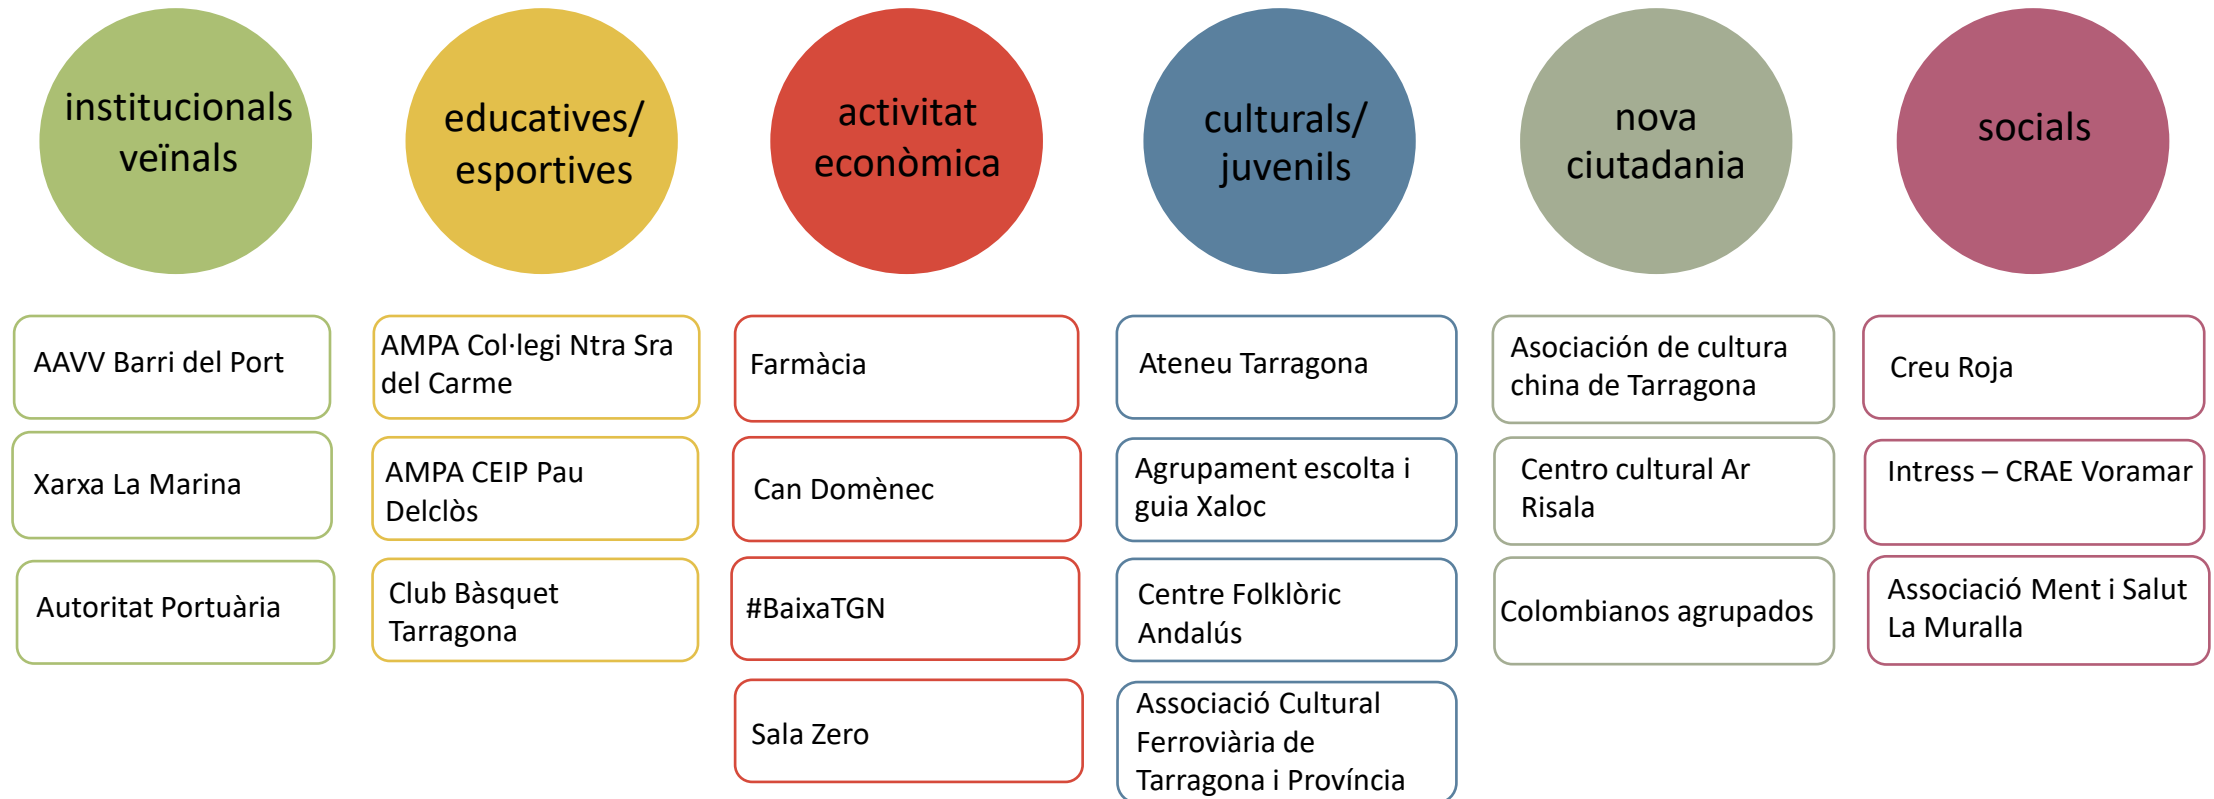 institucionals
veïnals
educatives/
esportives
activitat
econòmica
culturals/
juvenils
nova
ciutadania
socials
AAVV Barri del Port
Xarxa La Marina
Autoritat Portuària
AMPA Col·legi Ntra Sra
del Carme
AMPA CEIP Pau
Delclòs
Club Bàsquet
Tarragona
Farmàcia
Can Domènec
#BaixaTGN
Sala Zero
Ateneu Tarragona
Agrupament escolta i
guia Xaloc
Centre Folklòric
Andalús
Associació Cultural
Ferroviària de
Tarragona i Província
Asociación de cultura
china de Tarragona
Centro cultural Ar
Risala
Colombianos agrupados
Creu Roja
Intress – CRAE Voramar
Associació Ment i Salut
La Muralla